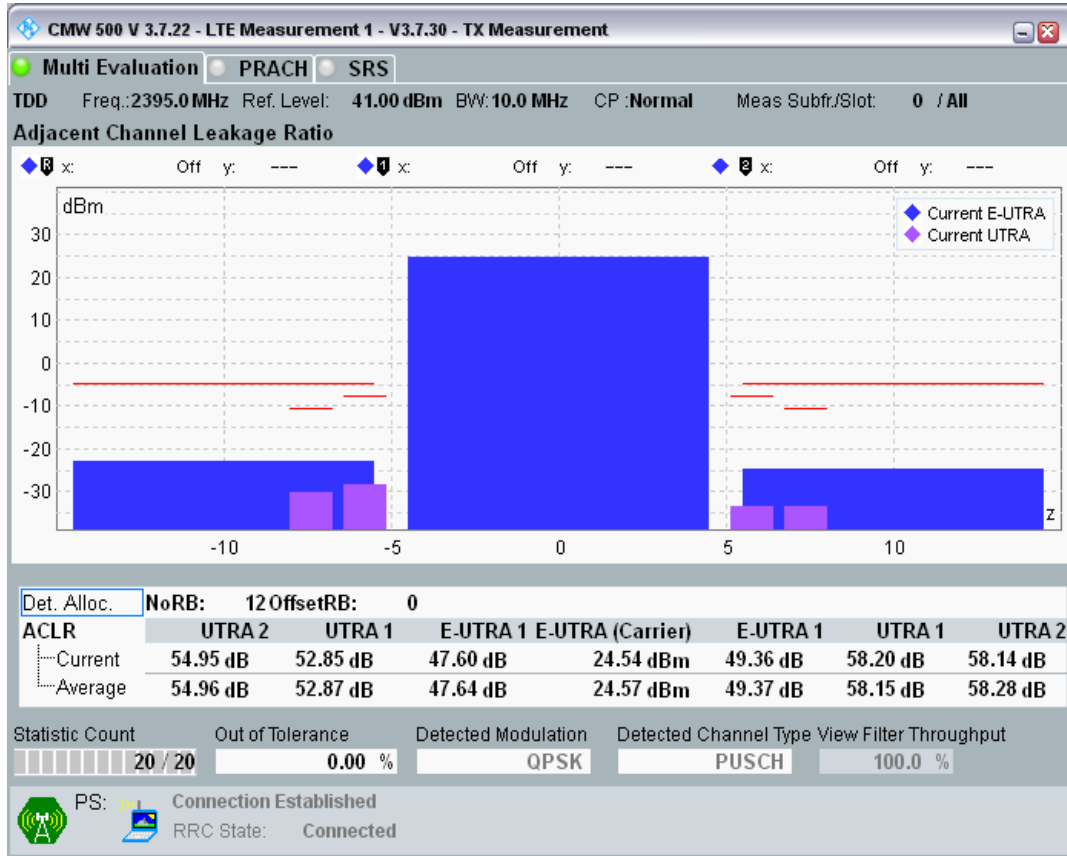 CMW 500 V 3.7.22 - LTE Measurement 1 - V3.7.30 - TX Measurement
Multi Evaluation PRACH SRS
TDD Freq.:2395.0 MHz Ref. Level: 41.00 dBm BW:10.0 MHz CP :Normal Meas Subfr./Slot: 0 / All
Adjacent Channel Leakage Ratio
R x: Off y: --- 1 x: Off y: --- 2 x: Off y: ---
dBm
Current E-UTRA
Current UTRA
30
20
10
0
-10
-20
-30
z
-10 -5 0 5 10
Det. Alloc. NoRB: 12 OffsetRB: 0
ACLR UTRA 2 UTRA 1 E-UTRA 1 E-UTRA (Carrier) E-UTRA 1 UTRA 1 UTRA 2
Current 54.95 dB 52.85 dB 47.60 dB 24.54 dBm 49.36 dB 58.20 dB 58.14 dB
Average 54.96 dB 52.87 dB 47.64 dB 24.57 dBm 49.37 dB 58.15 dB 58.28 dB
Statistic Count Out of Tolerance Detected Modulation Detected Channel Type View Filter Throughput
20 / 20 0.00 % QPSK PUSCH 100.0 %
PS: Connection Established
RRC State: Connected